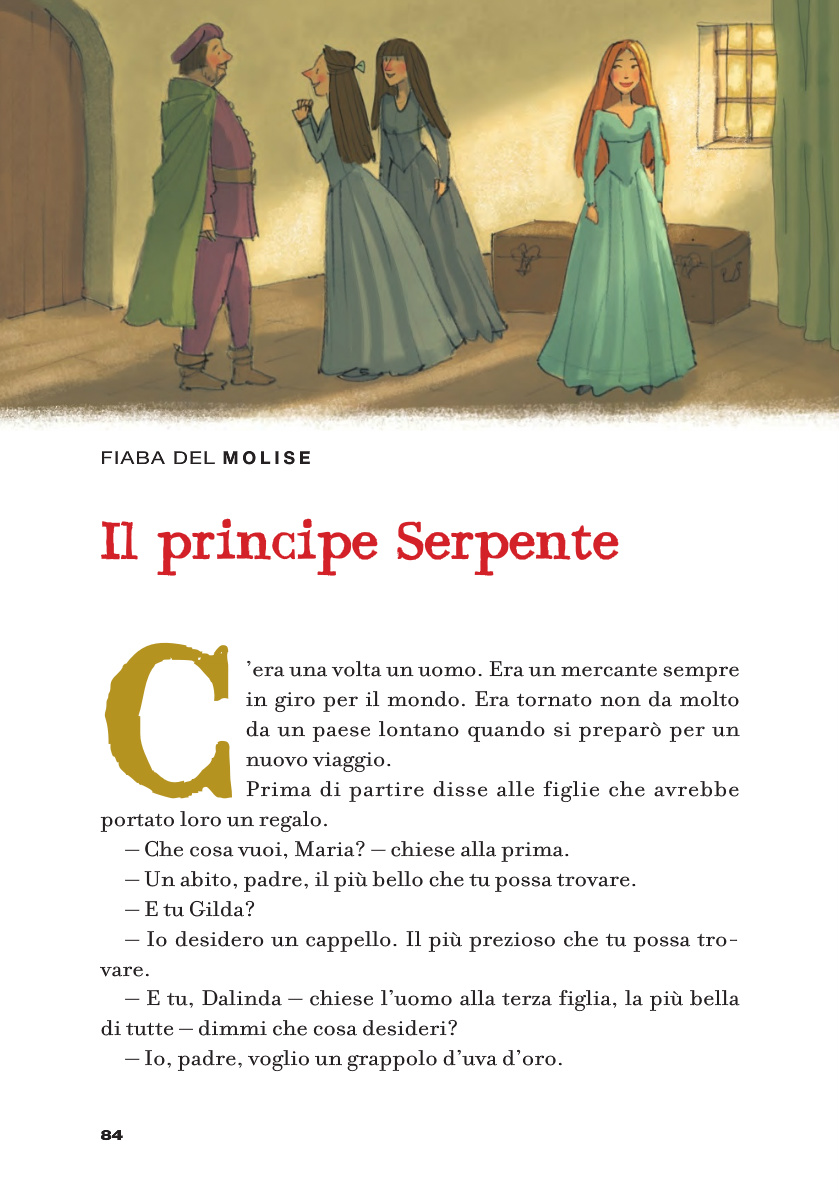 FIABA DEL MOLISE
Il principe Serpente
C'era una volta un uomo. Era un mercante sempre
in giro per il mondo. Era tornato non da molto
da un paese lontano quando si preparò per un
nuovo viaggio.
Prima di partire disse alle figlie che avrebbe
portato loro un regalo.
– Che cosa vuoi, Maria? – chiese alla prima.
– Un abito, padre, il più bello che tu possa trovare.
– E tu Gilda?
– Io desidero un cappello. Il più prezioso che tu possa tro-
vare.
– E tu, Dalinda – chiese l'uomo alla terza figlia, la più bella
di tutte – dimmi che cosa desideri?
– Io, padre, voglio un grappolo d'uva d'oro.
84